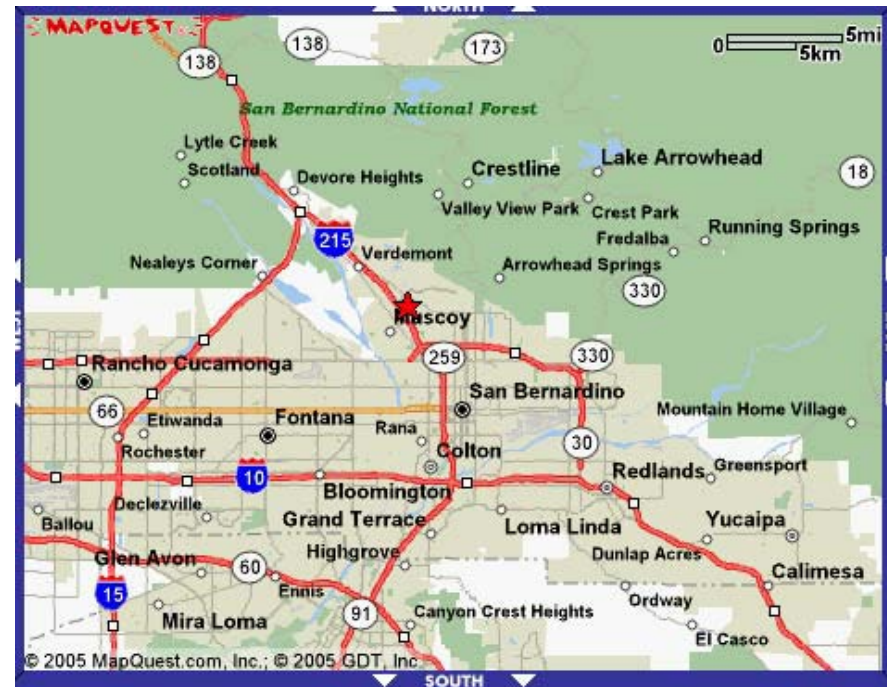 NORTH
MAPQUEST
138
138
173
0 5mi
5km
San Bernardino National Forest
Lytle Creek
Scotland
Devore Heights
Crestline
Lake Arrowhead
18
Valley View Park
Crest Park
Running Springs
Fredalba
215
Verdemont
Nealeys Corner
Arrowhead Springs
330
WEST
Muscoy
259
330
Rancho Cucamonga
San Bernardino
66
Etiwanda
Fontana
Rana
Mountain Home Village
Rochester
Colton
30
10
Redlands
Greensport
Bloomington
Declezville
Grand Terrace
Loma Linda
Yucaipa
Ballou
Highgrove
Dunlap Acres
Glen Avon
60
Calimesa
15
Ennis
91
Ordway
Mira Loma
Canyon Crest Heights
El Casco
© 2005 MapQuest.com, Inc.; © 2005 GDT, Inc.
SOUTH